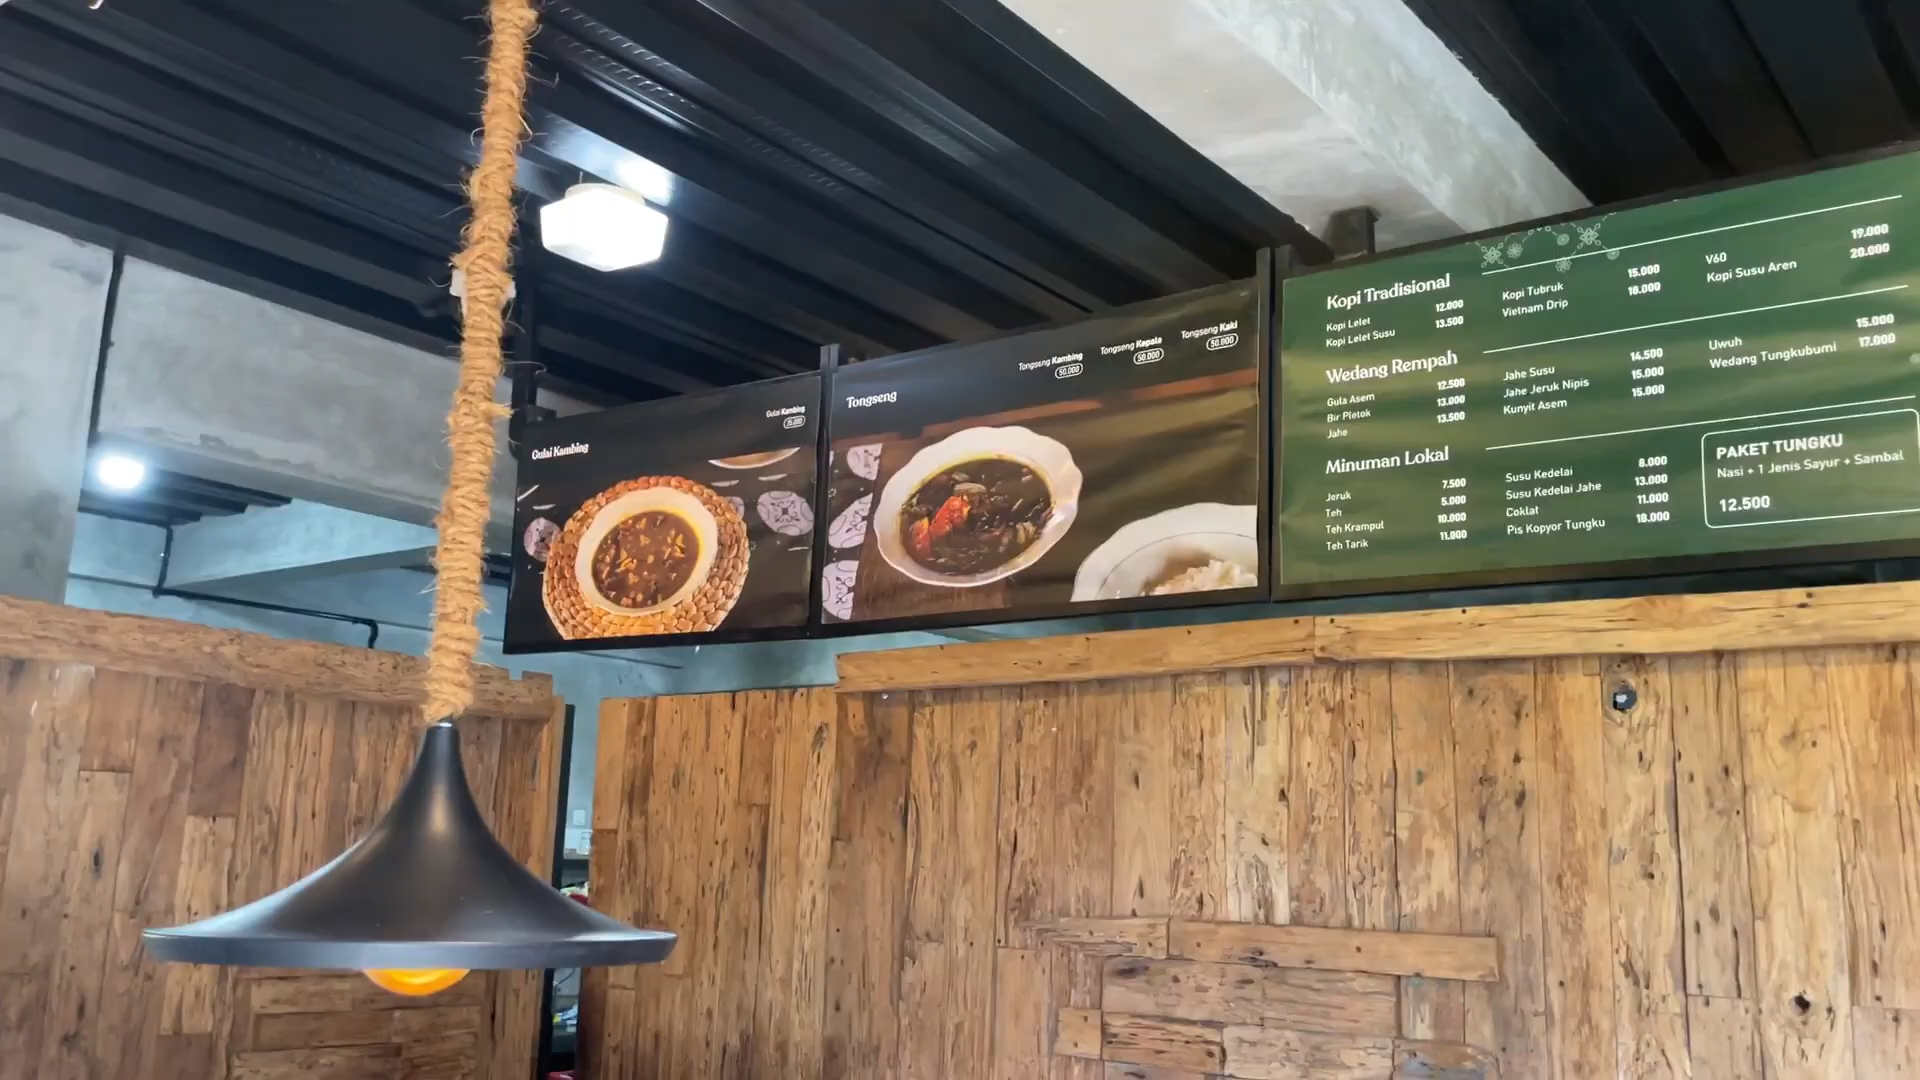 Gulai Kambing
Gulai Kambing
35.000
Tongseng
Tongseng Kambing
50.000
Tongseng Kepala
50.000
Tongseng Kaki
50.000
Kopi Tradisional
Kopi Lelet 12.000
Kopi Lelet Susu 13.500
Kopi Tubruk 15.000
Vietnam Drip 18.000
V60 19.000
Kopi Susu Aren 20.000
Wedang Rempah
Gula Asem 12.500
Bir Pletok 13.000
Jahe 13.500
Jahe Susu 14.500
Jahe Jeruk Nipis 15.000
Kunyit Asem 15.000
Uwuh 15.000
Wedang Tungkubumi 17.000
Minuman Lokal
Jeruk 7.500
Teh 5.000
Teh Krampul 10.000
Teh Tarik 11.000
Susu Kedelai 8.000
Susu Kedelai Jahe 13.000
Coklat 11.000
Pis Kopyor Tungku 18.000
PAKET TUNGKU
Nasi + 1 Jenis Sayur + Sambal
12.500